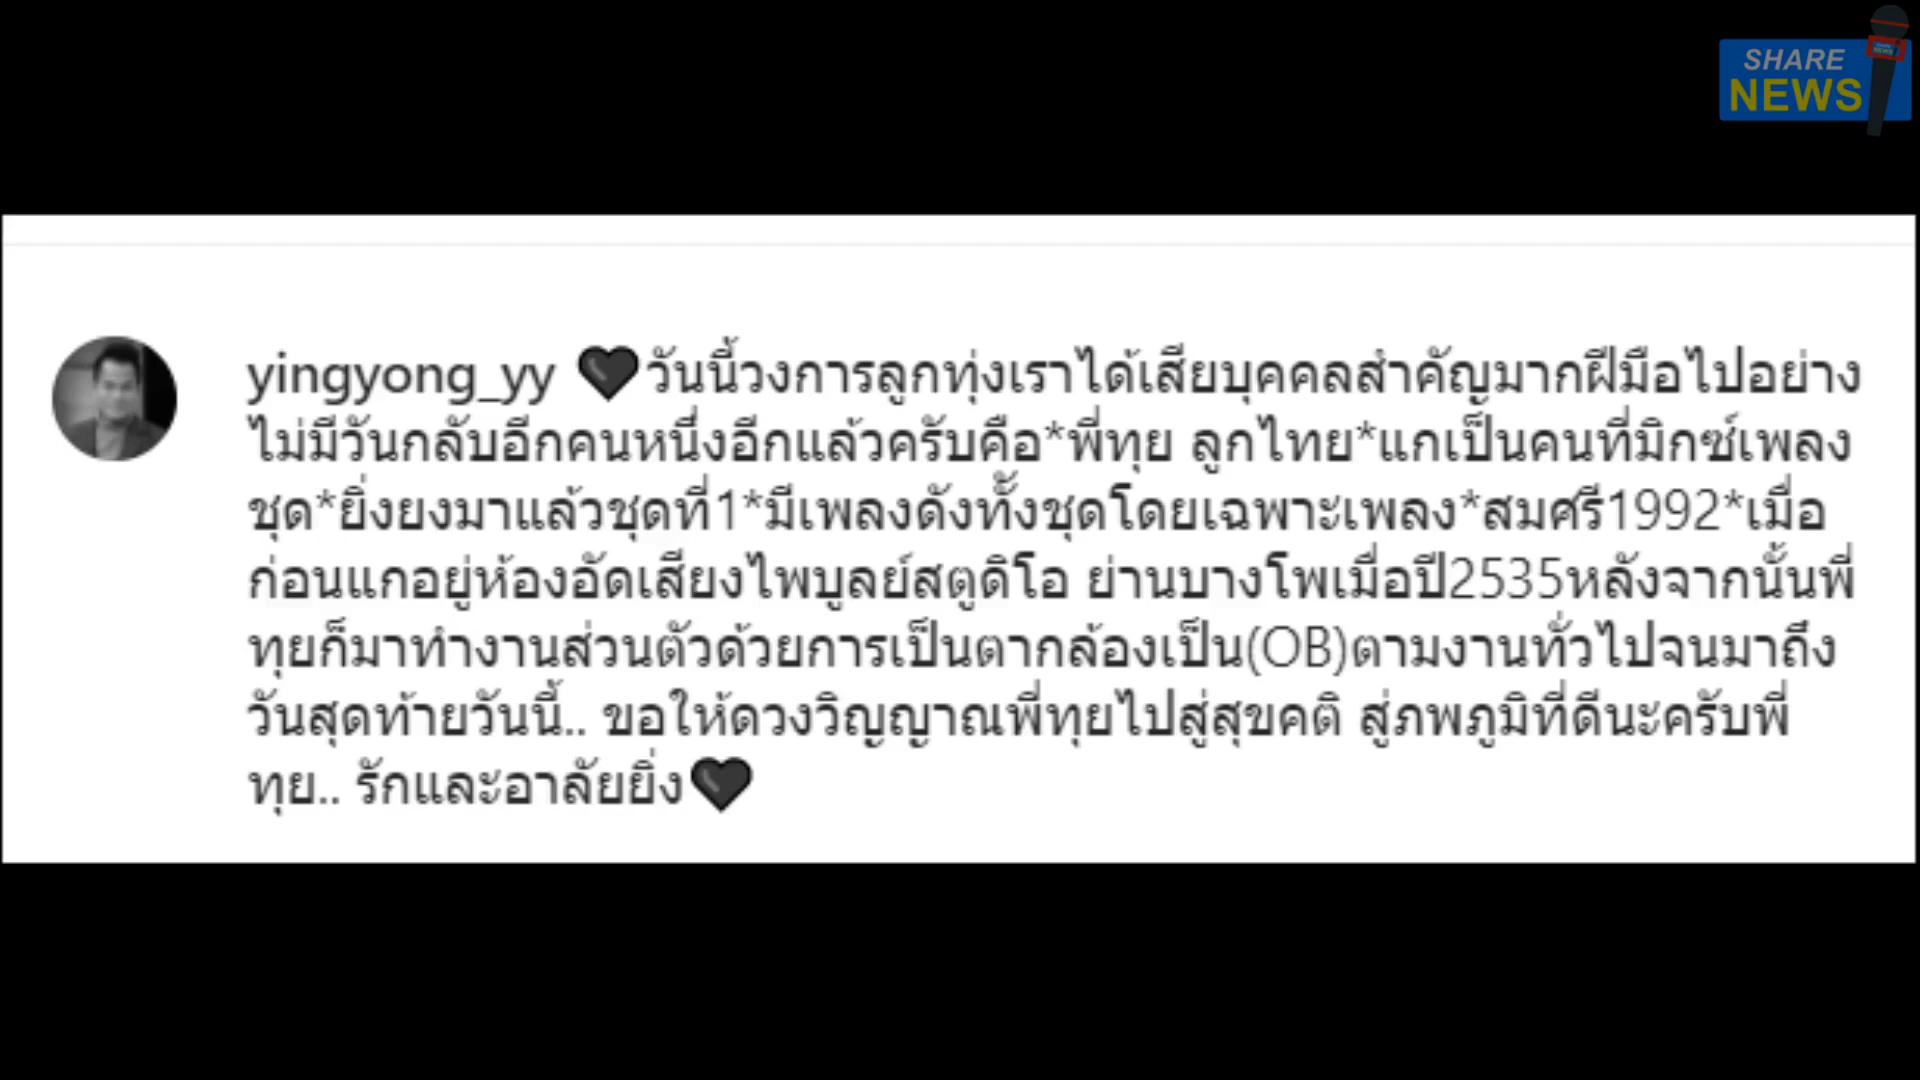 SHARE
NEWS
yingyong_yy 🖤วันนี้วงการลูกทุ่งเราได้เสียบุคคลสำคัญมากฝีมือไปอย่าง
ไม่มีวันกลับอีกคนหนึ่งอีกแล้วครับคือ*พี่ทุย ลูกไทย*แกเป็นคนที่มิกซ์เพลง
ชุด*ยิ่งยงมาแล้วชุดที่1*มีเพลงดังทั้งชุดโดยเฉพาะเพลง*สมศรี1992*เมื่อ
ก่อนแกอยู่ห้องอัดเสียงไพบูลย์สตูดิโอ ย่านบางโพเมื่อปี2535หลังจากนั้นพี่
ทุยก็มาทำงานส่วนตัวด้วยการเป็นตากล้องเป็น(OB)ตามงานทั่วไปจนมาถึง
วันสุดท้ายวันนี้.. ขอให้ดวงวิญญาณพี่ทุยไปสู่สุขคติ สู่ภพภูมิที่ดีนะครับพี่
ทุย.. รักและอาลัยยิ่ง🖤